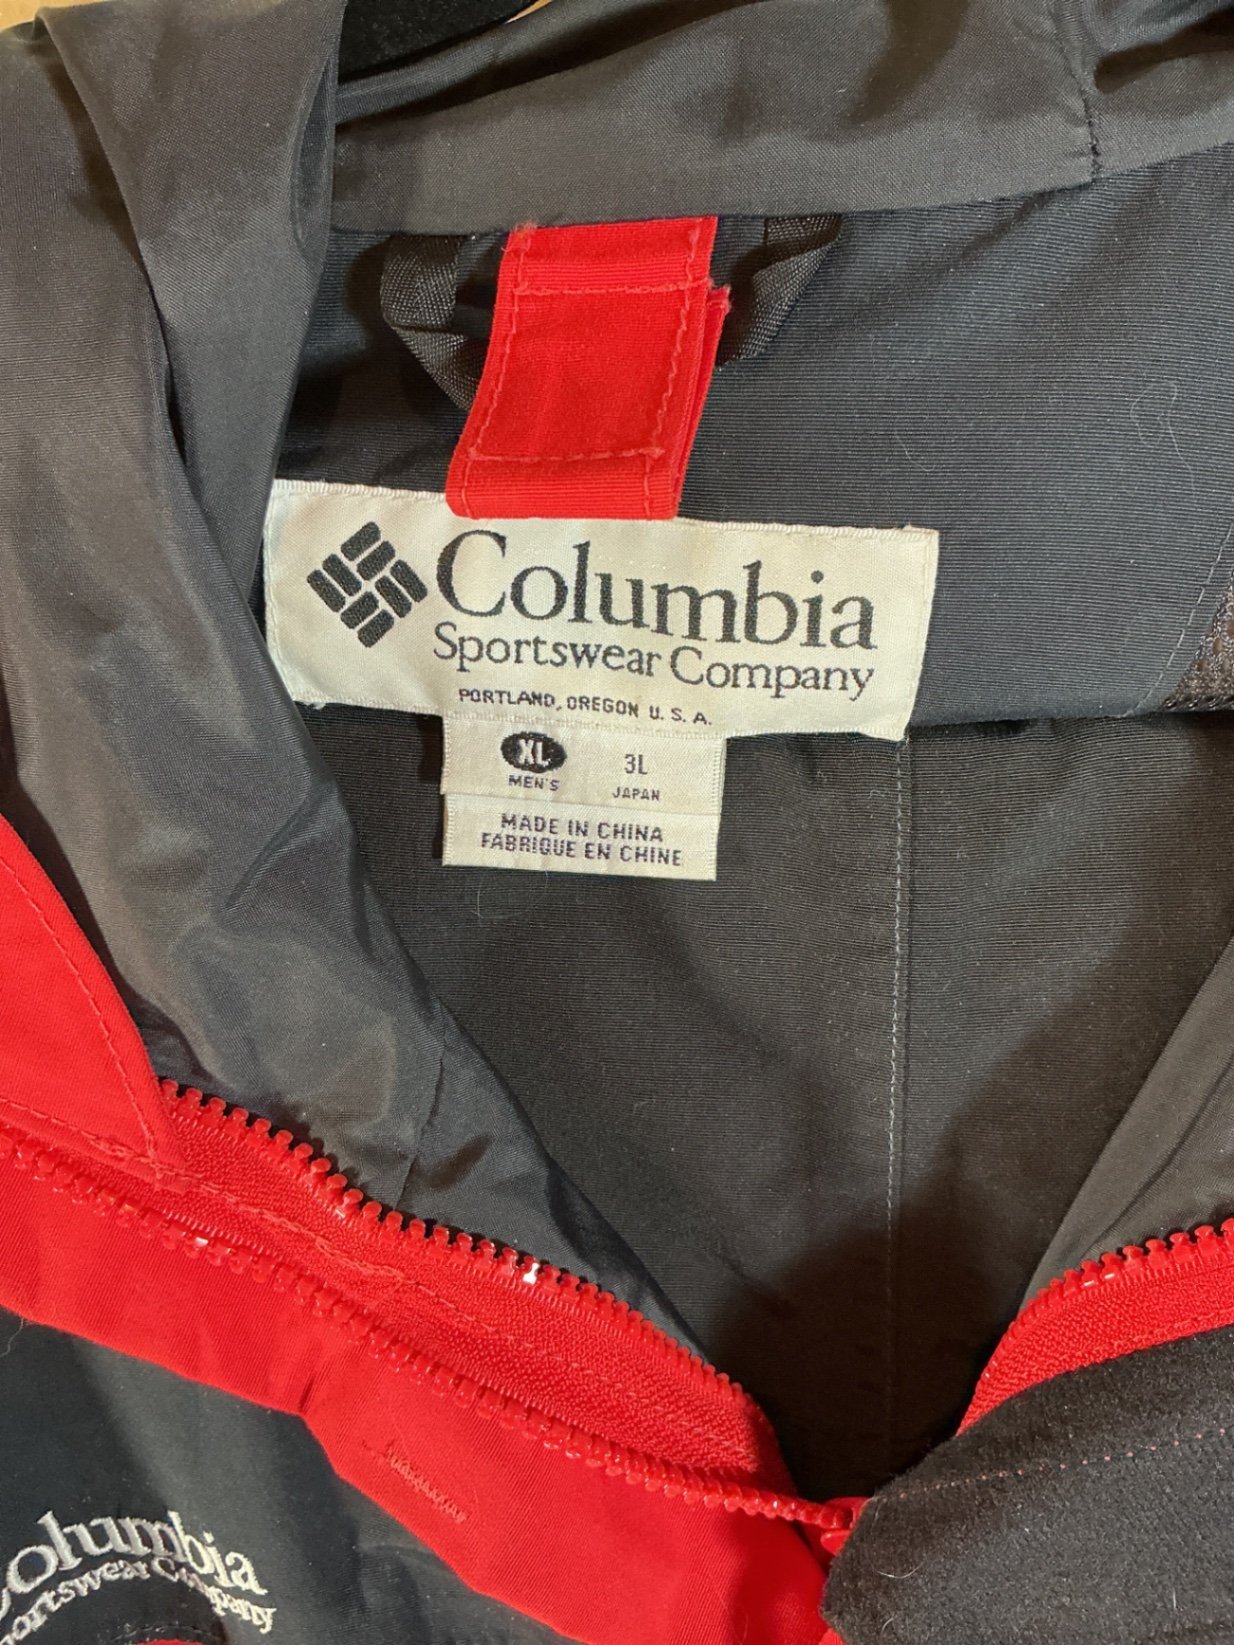 Columbia
Sportswear Company
PORTLAND, OREGON U.S.A.
XL 3L
MEN'S JAPAN
MADE IN CHINA
FABRIQUE EN CHINE
Columbia
Sportswear Company